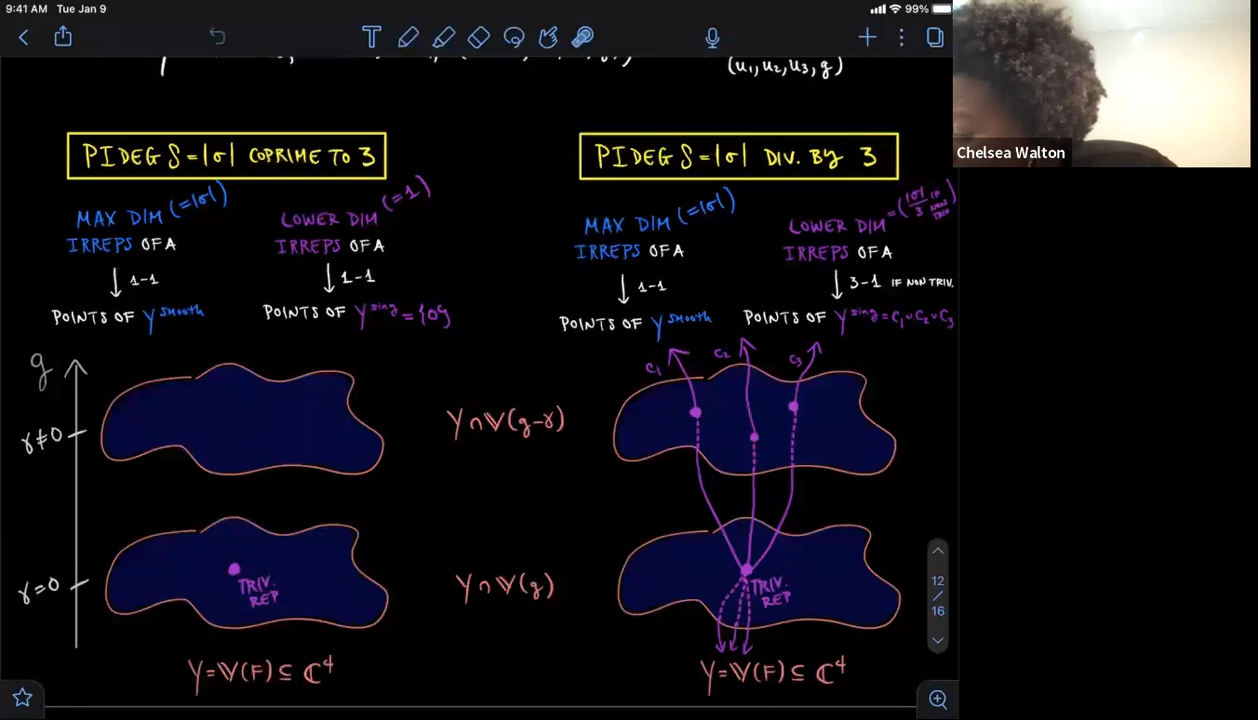 9:41 AM Tue Jan 9
99%
(u₁,u₂,u₃,g)
PIDEG S=|σ| COPRIME TO 3
MAX DIM (=|σ|)
IRREPS OF A
↓ 1-1
POINTS OF Y^smooth
LOWER DIM (=1)
IRREPS OF A
↓ 1-1
POINTS OF Y^sing = {0}
PIDEG S=|σ| DIV. BY 3
MAX DIM (=|σ|)
IRREPS OF A
↓ 1-1
POINTS OF Y^smooth
LOWER DIM =(|σ|/3 IF NON TRIV)
IRREPS OF A
↓ 3-1 IF NON TRIV.
POINTS OF Y^sing = C₁∪C₂∪C₃
g
C₁
C₂
C₃
γ≠0
Y∩𝕍(g-γ)
γ=0
TRIV.
REP
Y∩𝕍(g)
TRIV.
REP
Y=𝕍(F)⊆ℂ⁴
Y=𝕍(F)⊆ℂ⁴
12
/
16
Chelsea Walton